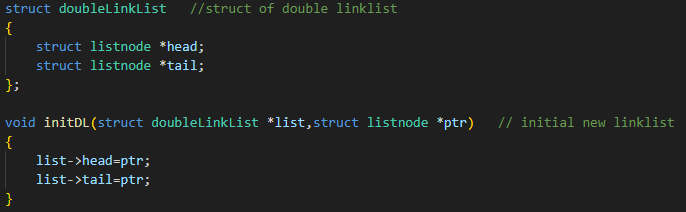 struct doubleLinkList   //struct of double linklist
{
    struct listnode *head;
    struct listnode *tail;
};
void initDL(struct doubleLinkList *list,struct listnode *ptr)   // initial new linklist
{
    list->head=ptr;
    list->tail=ptr;
}